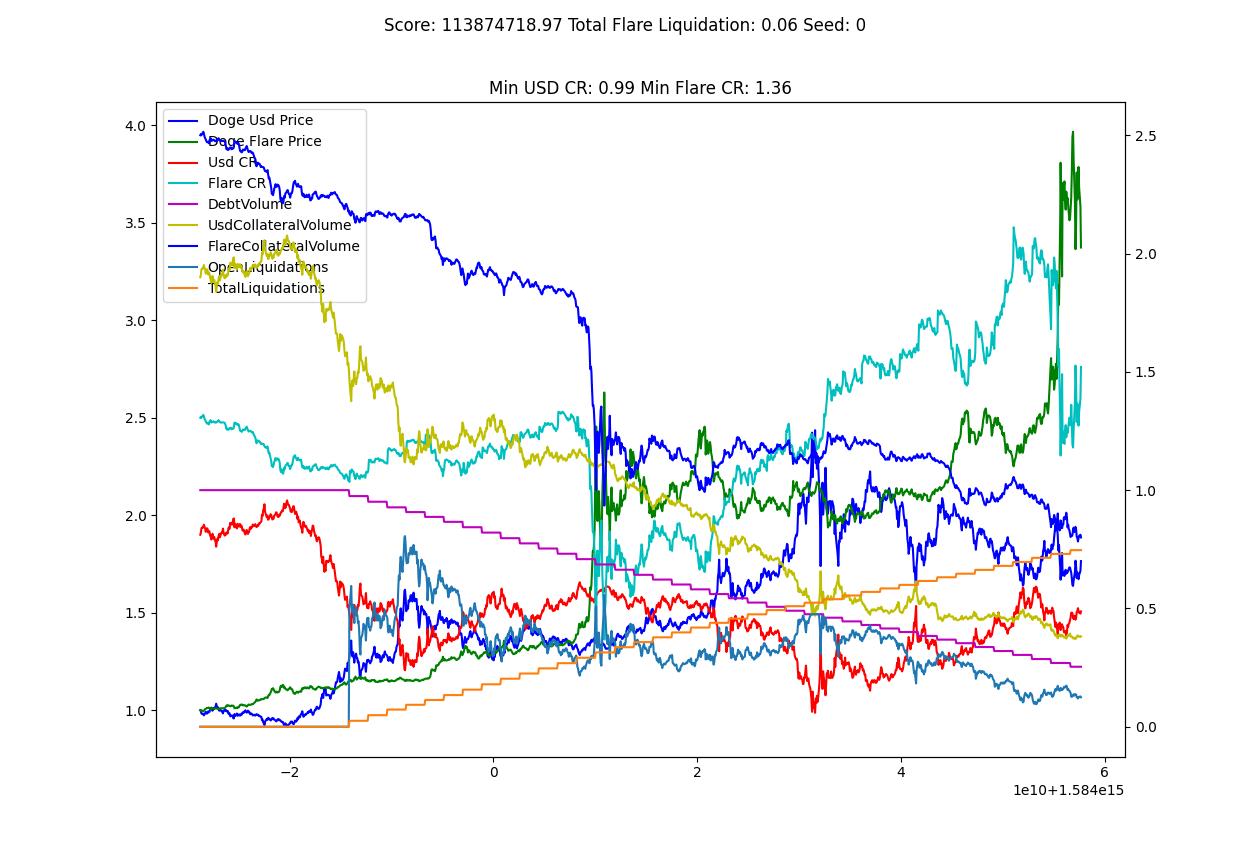 Score: 113874718.97 Total Flare Liquidation: 0.06 Seed: 0
Min USD CR: 0.99 Min Flare CR: 1.36
Doge Usd Price
Doge Flare Price
Usd CR
Flare CR
DebtVolume
UsdCollateralVolume
FlareCollateralVolume
OpenLiquidations
TotalLiquidations
4.0
3.5
3.0
2.5
2.0
1.5
1.0
2.5
2.0
1.5
1.0
0.5
0.0
−2
0
2
4
6
1e10+1.584e15